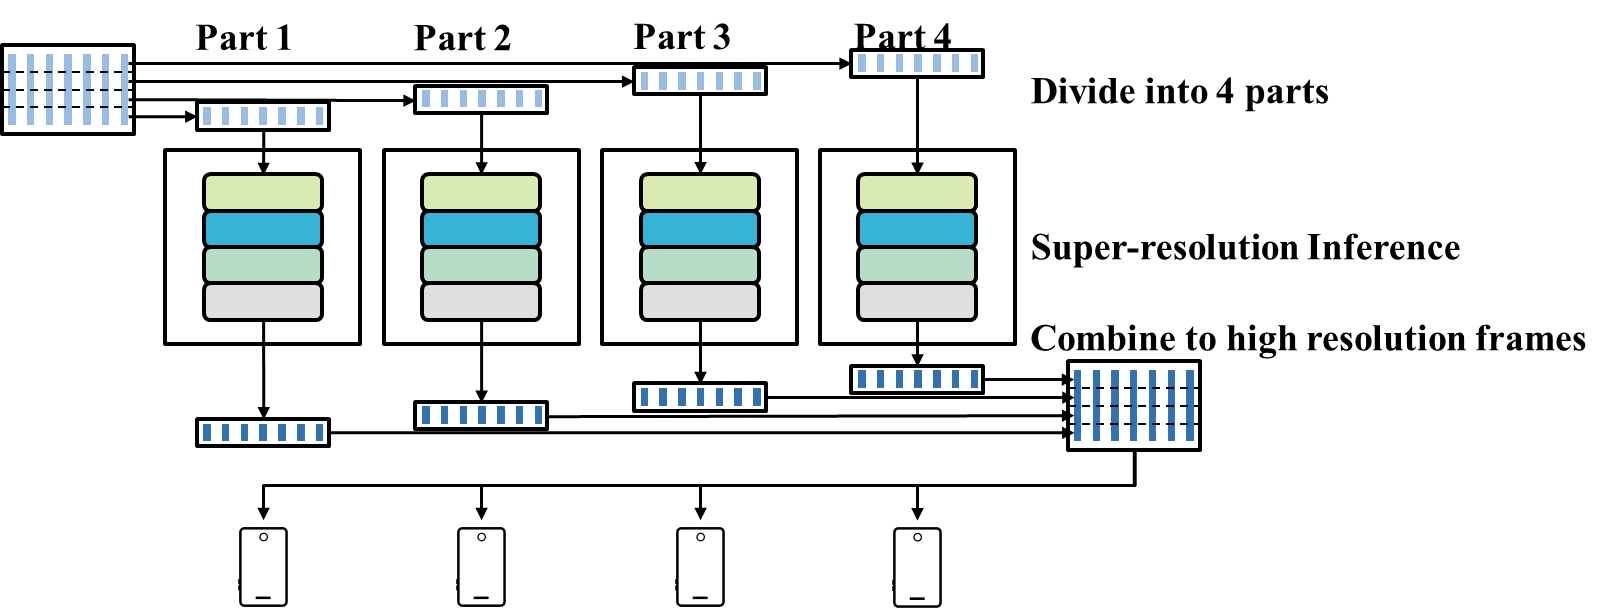 Part 1
Part 2
Part 3
Part 4
Divide into 4 parts
Super-resolution Inference
Combine to high resolution frames